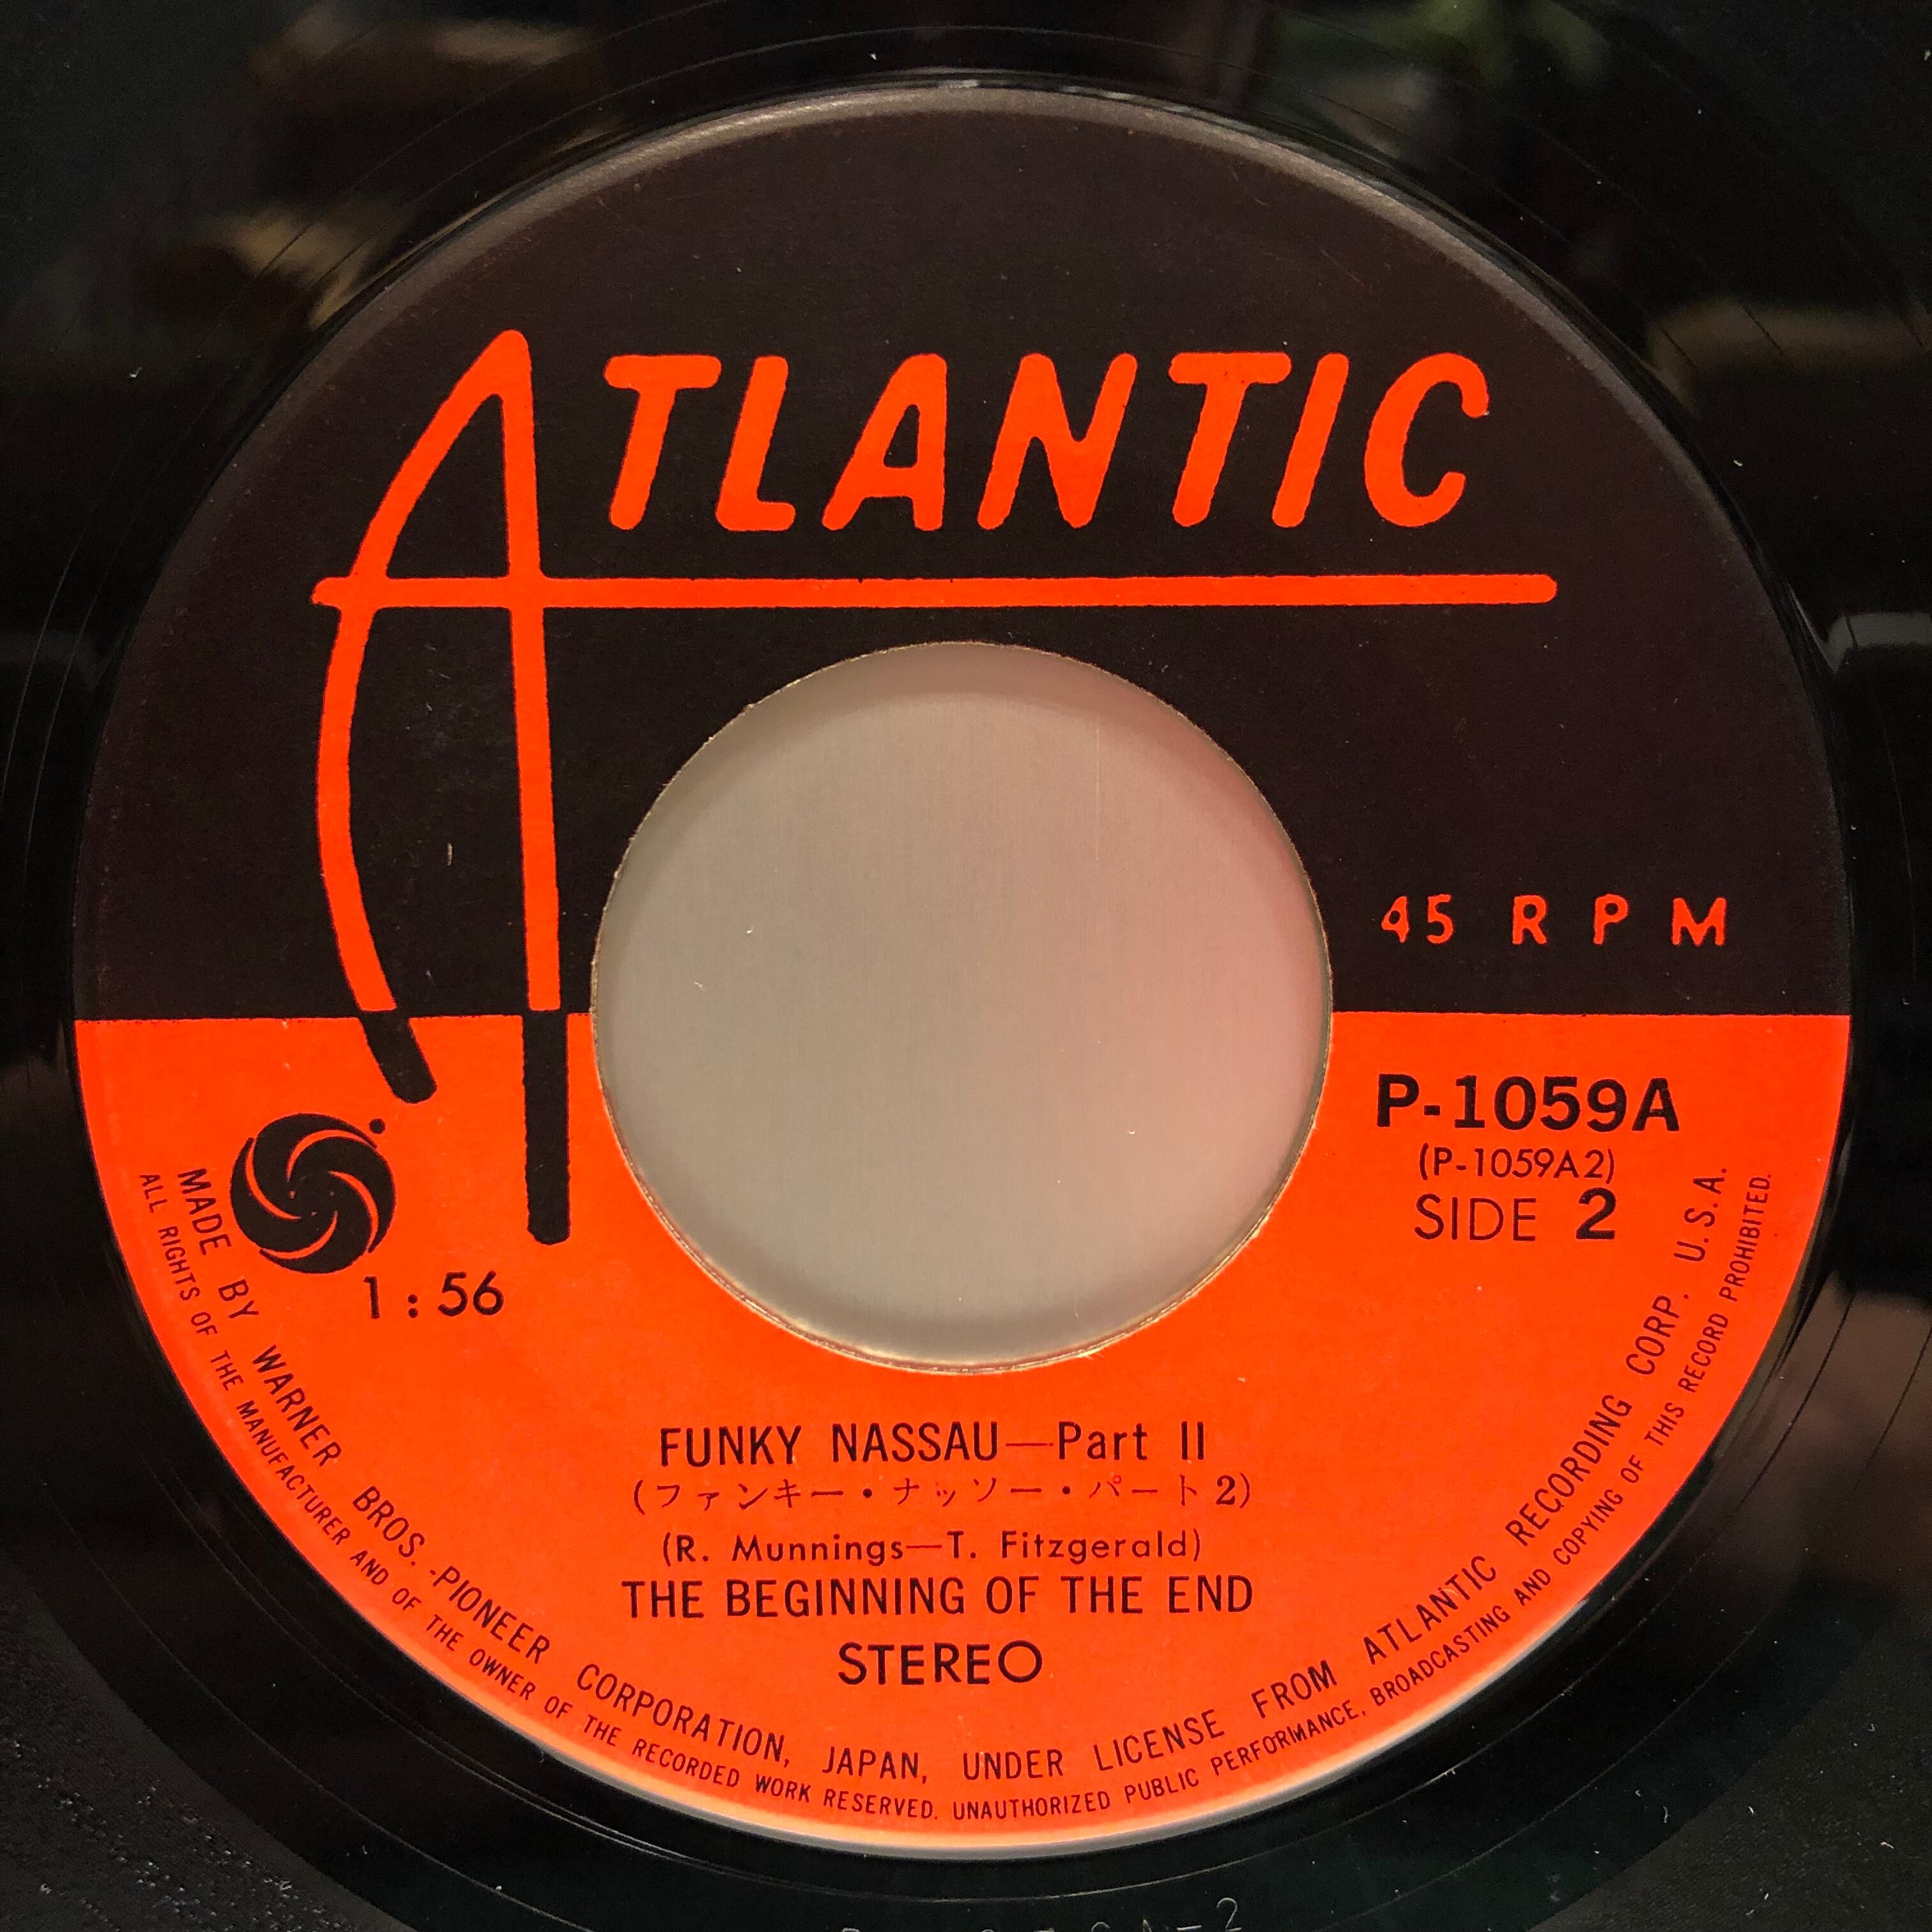 ATLANTIC
45 RPM
P-1059A
(P-1059A2)
SIDE 2
1:56
FUNKY NASSAU—Part II
(ファンキー・ナッソー・パート2)
(R. Munnings—T. Fitzgerald)
THE BEGINNING OF THE END
STEREO
MADE BY WARNER BROS.-PIONEER CORPORATION, JAPAN, UNDER LICENSE FROM ATLANTIC RECORDING CORP. U.S.A.
ALL RIGHTS OF THE MANUFACTURER AND OF THE OWNER OF THE RECORDED WORK RESERVED. UNAUTHORIZED PUBLIC PERFORMANCE, BROADCASTING AND COPYING OF THIS RECORD PROHIBITED.